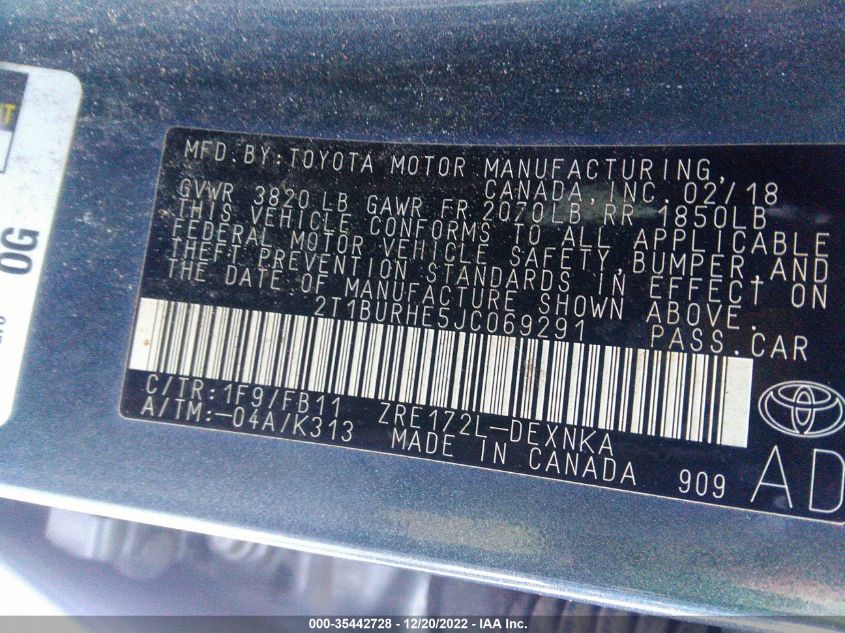 MFD.BY:TOYOTA MOTOR MANUFACTURING,
CANADA,INC.02/18
GVWR 3820 LB GAWR FR 2070LB RR 1850LB
THIS VEHICLE CONFORMS TO ALL APPLICABLE
FEDERAL MOTOR VEHICLE SAFETY,BUMPER,AND
THEFT PREVENTION STANDARDS IN EFFECT ON
THE DATE OF MANUFACTURE SHOWN ABOVE.
2T1BURHE5JC069291 PASS.CAR
C/TR:1F9/FB11 ZRE172L-DEXNKA
A/TM:-04A/K313 MADE IN CANADA 909
AD
OG
000-35442728 - 12/20/2022 - IAA Inc.